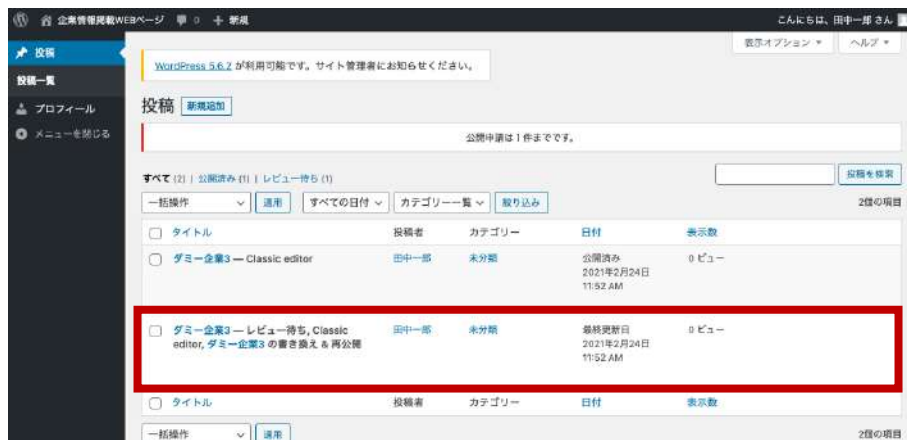 企業情報掲載WEBページ 0 + 新規 こんにちは、田中一郎 さん
投稿
投稿一覧
プロフィール
メニューを閉じる
表示オプション ▼ ヘルプ ▼
WordPress 5.6.2 が利用可能です。サイト管理者にお知らせください。
投稿 新規追加
公開申請は1件までです。
すべて (2) | 公開済み (1) | レビュー待ち (1)
投稿を検索
一括操作 適用 すべての日付 カテゴリー一覧 絞り込み 2個の項目
タイトル 投稿者 カテゴリー 日付 表示数
ダミー企業3 — Classic editor 田中一郎 未分類 公開済み 0 ビュー
2021年2月24日
11:52 AM
ダミー企業3 — レビュー待ち, Classic 田中一郎 未分類 最終更新日 0 ビュー
editor, ダミー企業3 の書き換え & 再公開 2021年2月24日
11:52 AM
タイトル 投稿者 カテゴリー 日付 表示数
一括操作 適用 2個の項目